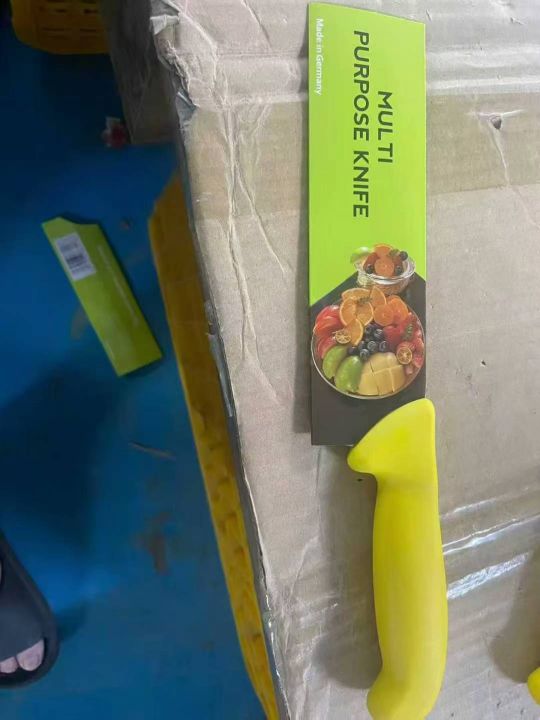 MULTI
PURPOSE KNIFE
Made in Germany